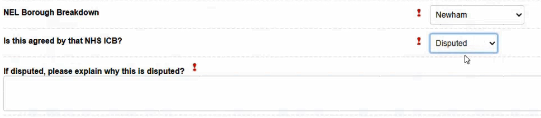 NEL Borough Breakdown ! Newham
Is this agreed by that NHS ICB? ! Disputed
If disputed, please explain why this is disputed? !